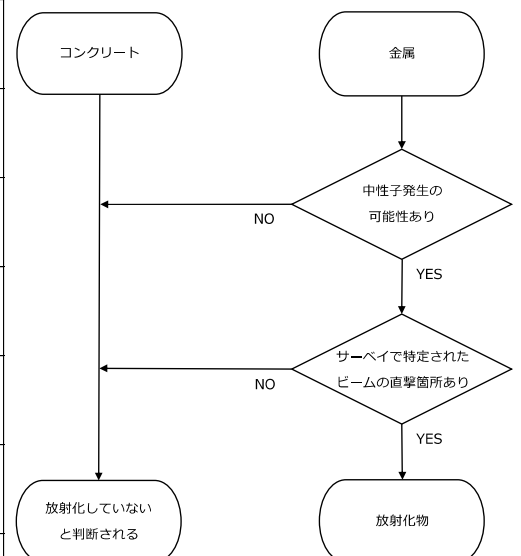 コンクリート
金属
中性子発生の
可能性あり
NO
YES
サーベイで特定された
ビームの直撃箇所あり
NO
YES
放射化していない
と判断される
放射化物